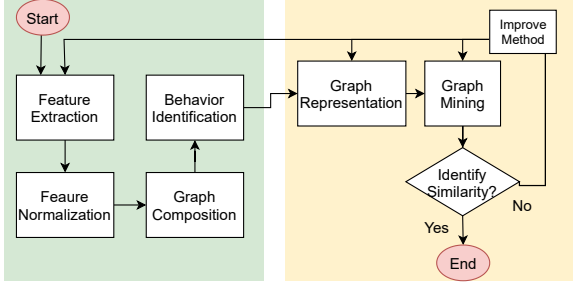 Start
Improve
Method
Feature
Extraction
Behavior
Identification
Graph
Representation
Graph
Mining
Feaure
Normalization
Graph
Composition
Identify
Similarity?
No
Yes
End